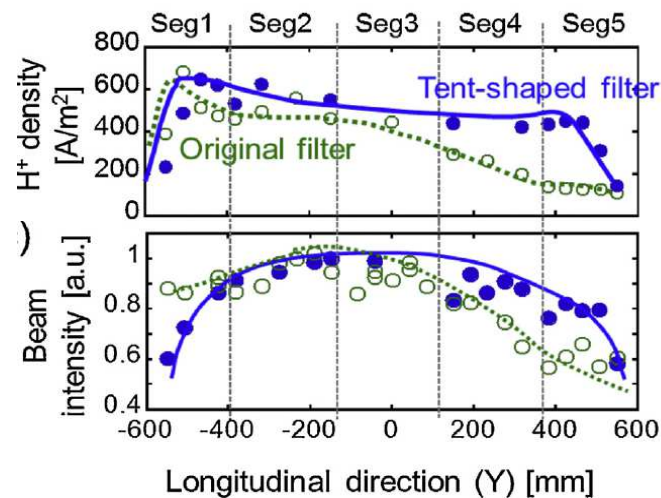 Seg1 Seg2 Seg3 Seg4 Seg5
H⁺ density
[A/m²]
800
600
400
200
0
Tent-shaped filter
Original filter
)
Beam
intensity [a.u.]
1
0.8
0.6
0.4
-600 -400 -200 0 200 400 600
Longitudinal direction (Y) [mm]